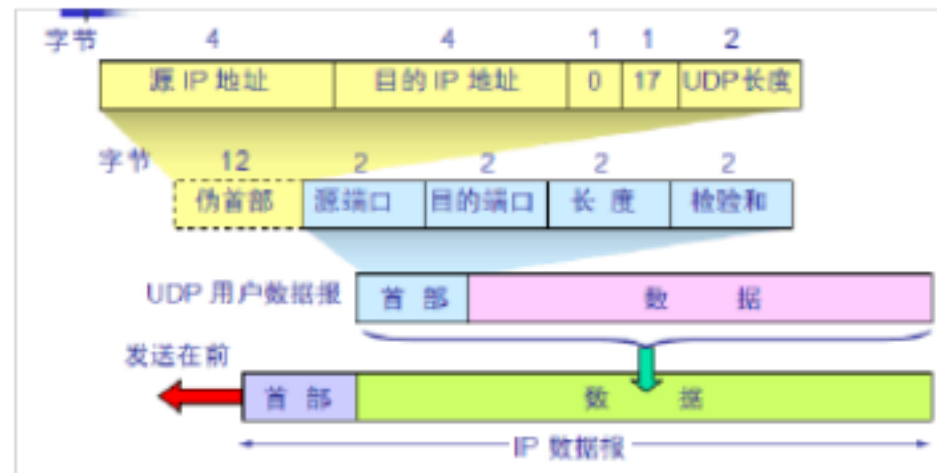 字节 4 4 1 1 2
源 IP 地址 目的 IP 地址 0 17 UDP长度
字节 12 2 2 2 2
伪首部 源端口 目的端口 长 度 检验和
UDP 用户数据报 首 部 数 据
发送在前
首 部 数 据
IP 数据报